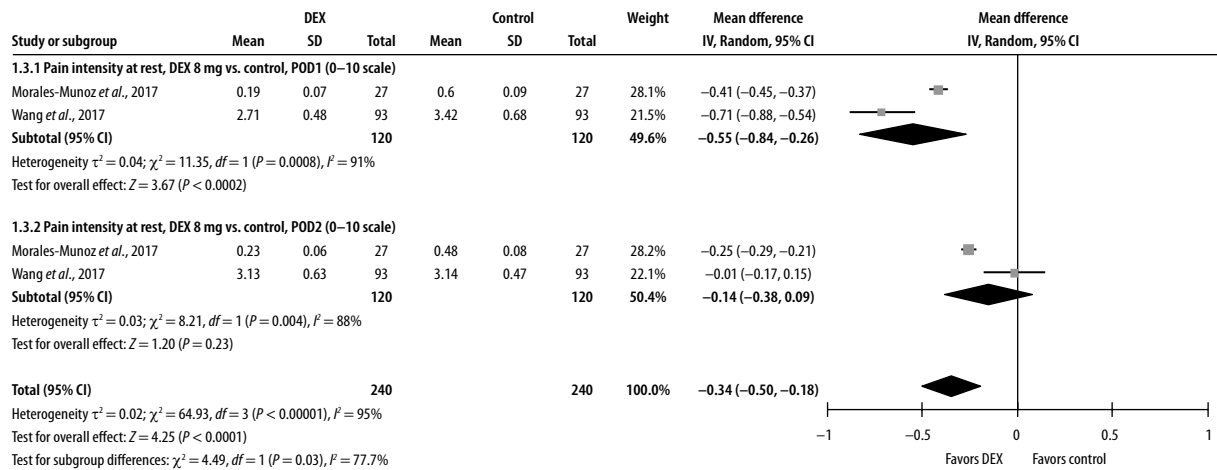 DEX Control Weight Mean dfference Mean dference
Study or subgroup Mean SD Total Mean SD Total IV, Random, 95% CI IV, Random, 95% CI
1.3.1 Pain intensity at rest, DEX 8 mg vs. control, POD1 (0–10 scale)
Morales-Munoz et al., 2017 0.19 0.07 27 0.6 0.09 27 28.1% −0.41 (−0.45, −0.37)
Wang et al., 2017 2.71 0.48 93 3.42 0.68 93 21.5% −0.71 (−0.88, −0.54)
Subtotal (95% CI) 120 120 49.6% −0.55 (−0.84, −0.26)
Heterogeneity τ² = 0.04; χ² = 11.35, df = 1 (P = 0.0008), I² = 91%
Test for overall effect: Z = 3.67 (P < 0.0002)
1.3.2 Pain intensity at rest, DEX 8 mg vs. control, POD2 (0–10 scale)
Morales-Munoz et al., 2017 0.23 0.06 27 0.48 0.08 27 28.2% −0.25 (−0.29, −0.21)
Wang et al., 2017 3.13 0.63 93 3.14 0.47 93 22.1% −0.01 (−0.17, 0.15)
Subtotal (95% CI) 120 120 50.4% −0.14 (−0.38, 0.09)
Heterogeneity τ² = 0.03; χ² = 8.21, df = 1 (P = 0.004), I² = 88%
Test for overall effect: Z = 1.20 (P = 0.23)
Total (95% CI) 240 240 100.0% −0.34 (−0.50, −0.18)
Heterogeneity τ² = 0.02; χ² = 64.93, df = 3 (P < 0.00001), I² = 95%
Test for overall effect: Z = 4.25 (P < 0.0001)
Test for subgroup differences: χ² = 4.49, df = 1 (P = 0.03), I² = 77.7%
−1 −0.5 0 0.5 1
Favors DEX Favors control